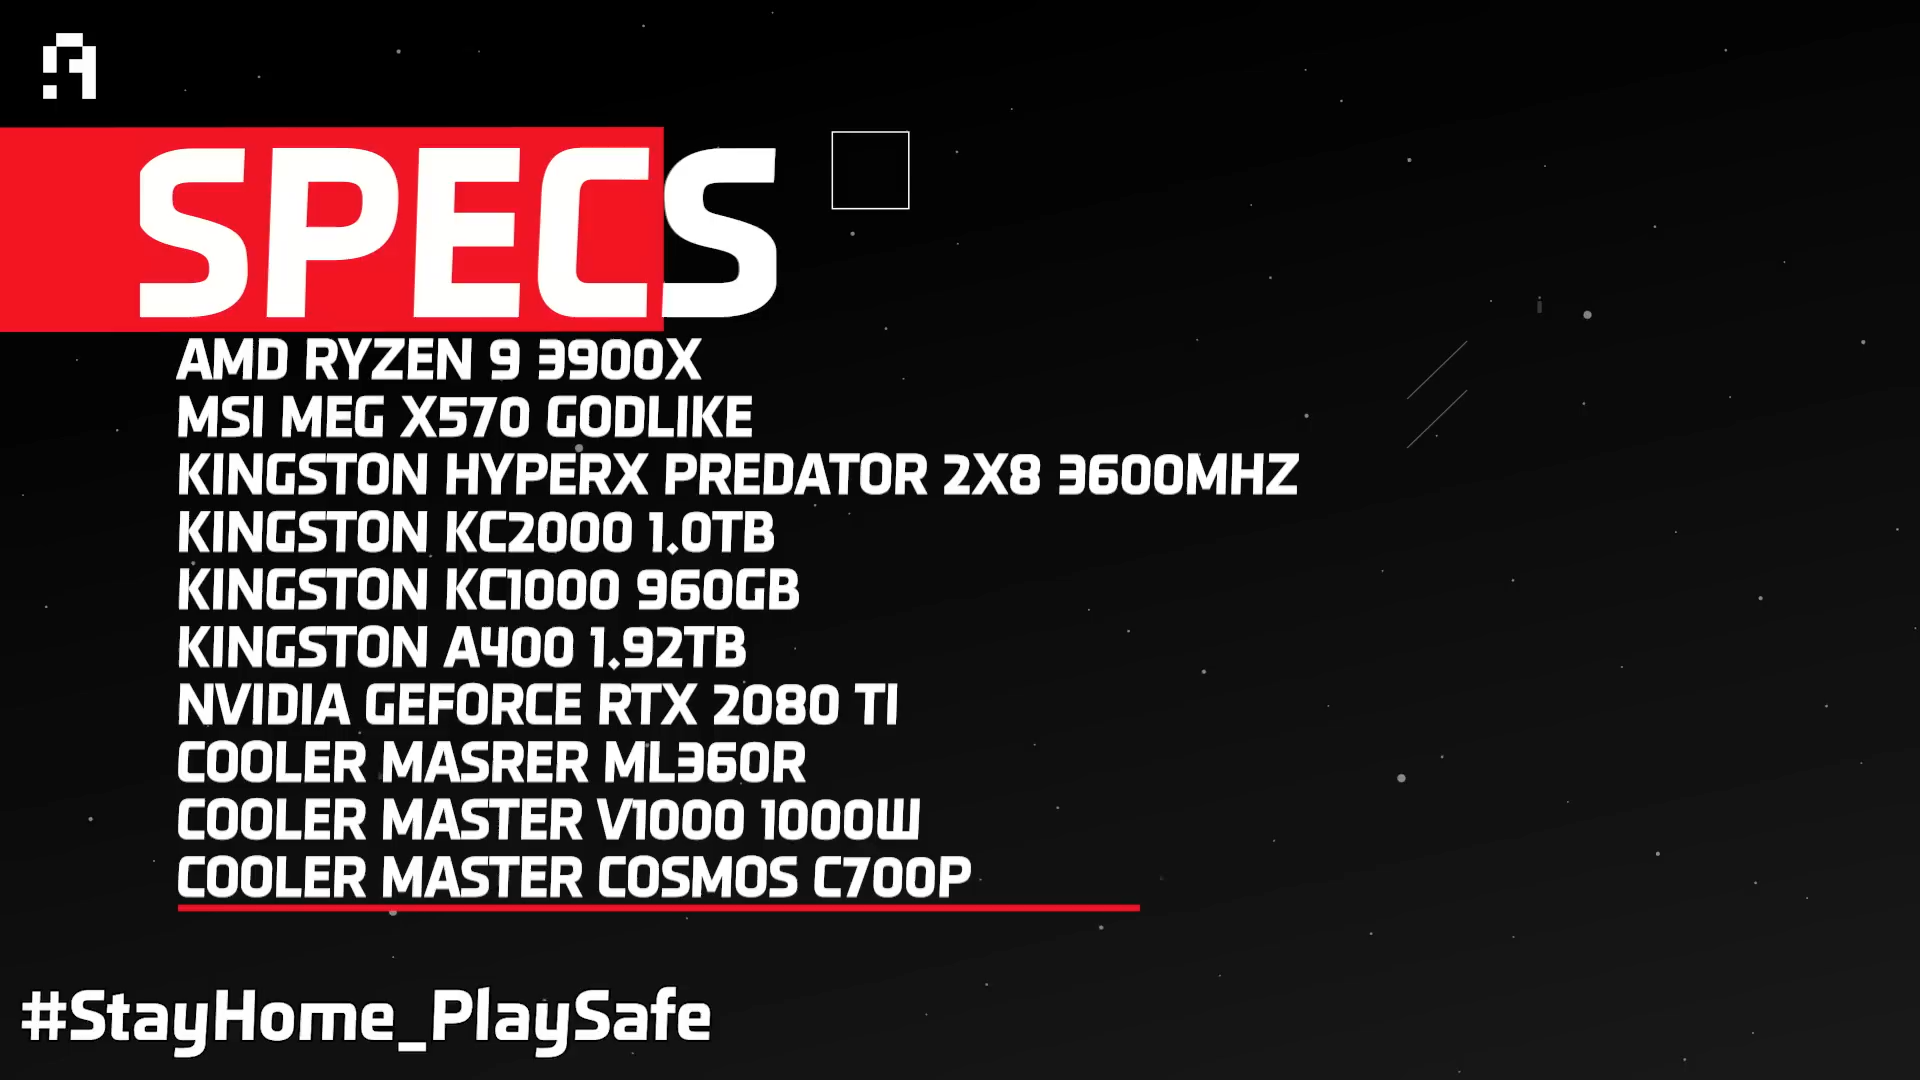 SPECS
AMD RYZEN 9 3900X
MSI MEG X570 GODLIKE
KINGSTON HYPERX PREDATOR 2X8 3600MHZ
KINGSTON KC2000 1.0TB
KINGSTON KC1000 960GB
KINGSTON A400 1.92TB
NVIDIA GEFORCE RTX 2080 TI
COOLER MASRER ML360R
COOLER MASTER V1000 1000W
COOLER MASTER COSMOS C700P
#StayHome_PlaySafe